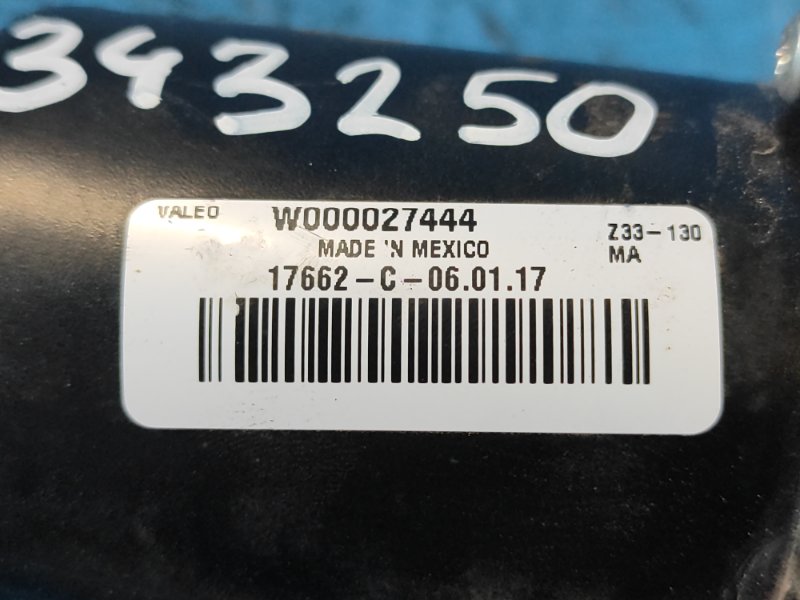 343250
VALEO
W000027444
Z33-130
MADE 'N MEXICO
MA
17662-C-06.01.17